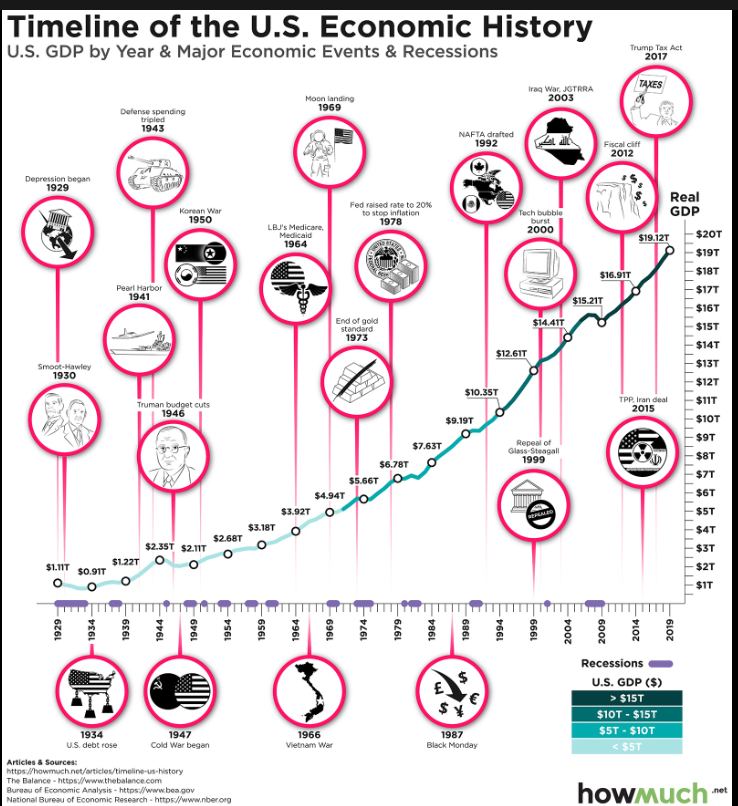 Timeline of the U.S. Economic History
U.S. GDP by Year & Major Economic Events & Recessions
Trump Tax Act
2017
TAXES
Iraq War, JGTRRA
2003
Moon landing
1969
Defense spending
tripled
1943
NAFTA drafted
1992
Fiscal cliff
2012
Depression began
1929
Korean War
1950
LBJ's Medicare,
Medicaid
1964
Fed raised rate to 20%
to stop inflation
1978
Tech bubble
burst
2000
Real
GDP
Pearl Harbor
1941
End of gold
standard
1973
Smoot-Hawley
1930
Truman budget cuts
1946
Repeal of
Glass-Steagall
1999
REPEALED
TPP, Iran deal
2015
$20T
$19T
$18T
$17T
$16T
$15T
$14T
$13T
$12T
$11T
$10T
$9T
$8T
$7T
$6T
$5T
$4T
$3T
$2T
$1T
$1.11T
$0.91T
$1.22T
$2.35T
$2.11T
$2.68T
$3.18T
$3.92T
$4.94T
$5.66T
$6.78T
$7.63T
$9.19T
$10.35T
$12.61T
$14.41T
$15.21T
$16.91T
$19.12T
1929
1934
1939
1944
1949
1954
1959
1964
1969
1974
1979
1984
1989
1994
1999
2004
2009
2014
2019
1934
U.S. debt rose
1947
Cold War began
1966
Vietnam War
$
£
€
$
¥
1987
Black Monday
Recessions
U.S. GDP ($)
> $15T
$10T - $15T
$5T - $10T
< $5T
Articles & Sources:
https://howmuch.net/articles/timeline-us-history
The Balance - https://www.thebalance.com
Bureau of Economic Analysis - https://www.bea.gov
National Bureau of Economic Research - https://www.nber.org
howmuch.net